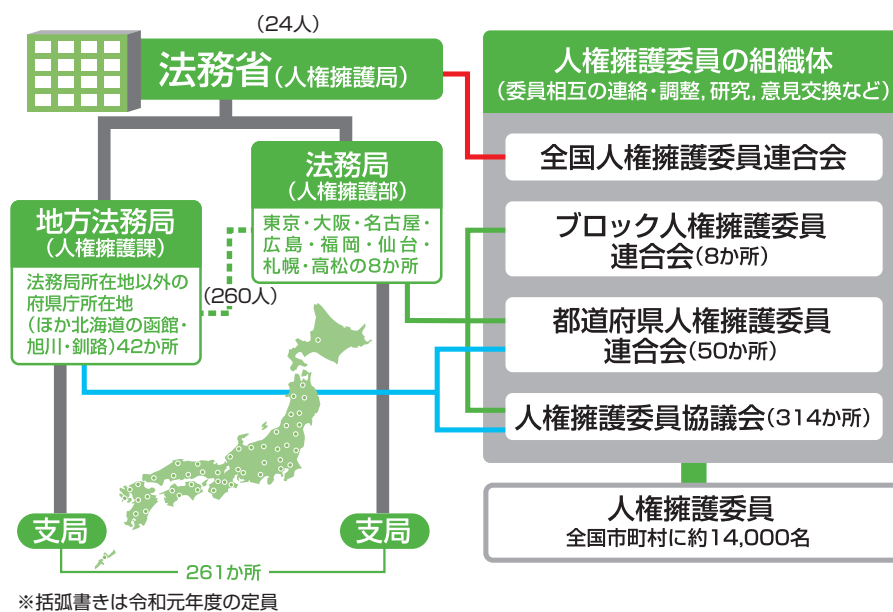 (24人)
法務省(人権擁護局)
法務局
(人権擁護部)
東京・大阪・名古屋・
広島・福岡・仙台・
札幌・高松の8か所
地方法務局
(人権擁護課)
法務局所在地以外の
府県庁所在地
(ほか北海道の函館・
旭川・釧路)42か所
(260人)
支局
支局
261か所
※括弧書きは令和元年度の定員
人権擁護委員の組織体
(委員相互の連絡・調整,研究,意見交換など)
全国人権擁護委員連合会
ブロック人権擁護委員
連合会(8か所)
都道府県人権擁護委員
連合会(50か所)
人権擁護委員協議会(314か所)
人権擁護委員
全国市町村に約14,000名